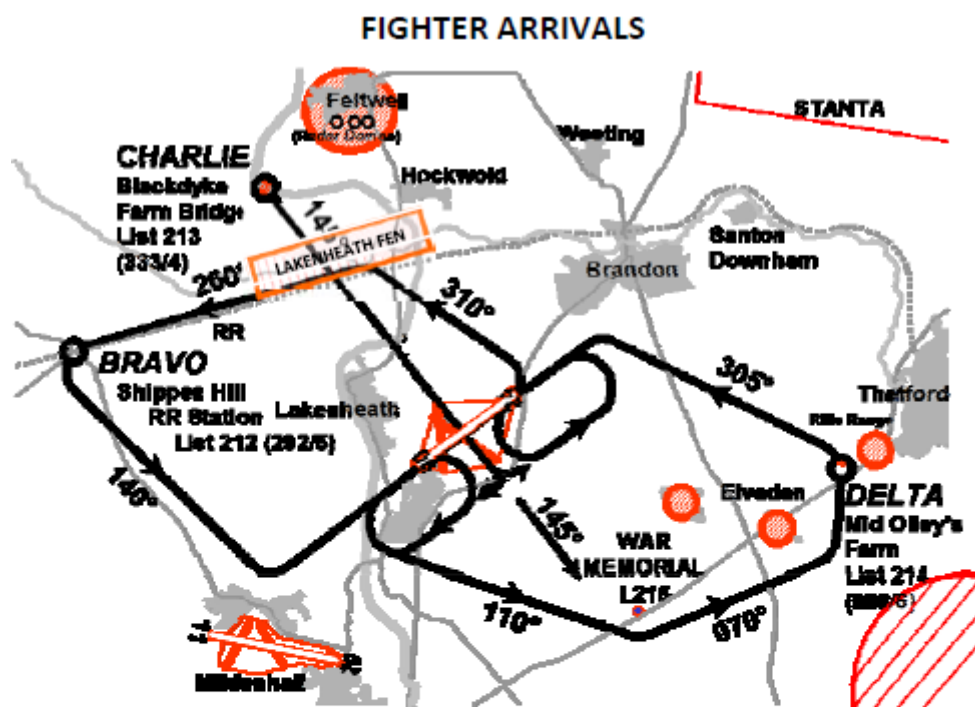 FIGHTER ARRIVALS
Feltwell
STANTA
Weeting
CHARLIE
Blackdyke
Farm Bridge
List 213
(333/4)
Hockwold
LAKENHEATH FEN
Santon
Downham
Brandon
260°
RR
310°
BRAVO
Shippea Hill
RR Station
List 212 (292/5)
Lakenheath
305°
Thetford
140°
145°
Elveden
DELTA
Mid Olley's
Farm
List 214
WAR
MEMORIAL
110°
070°
Mildenhall